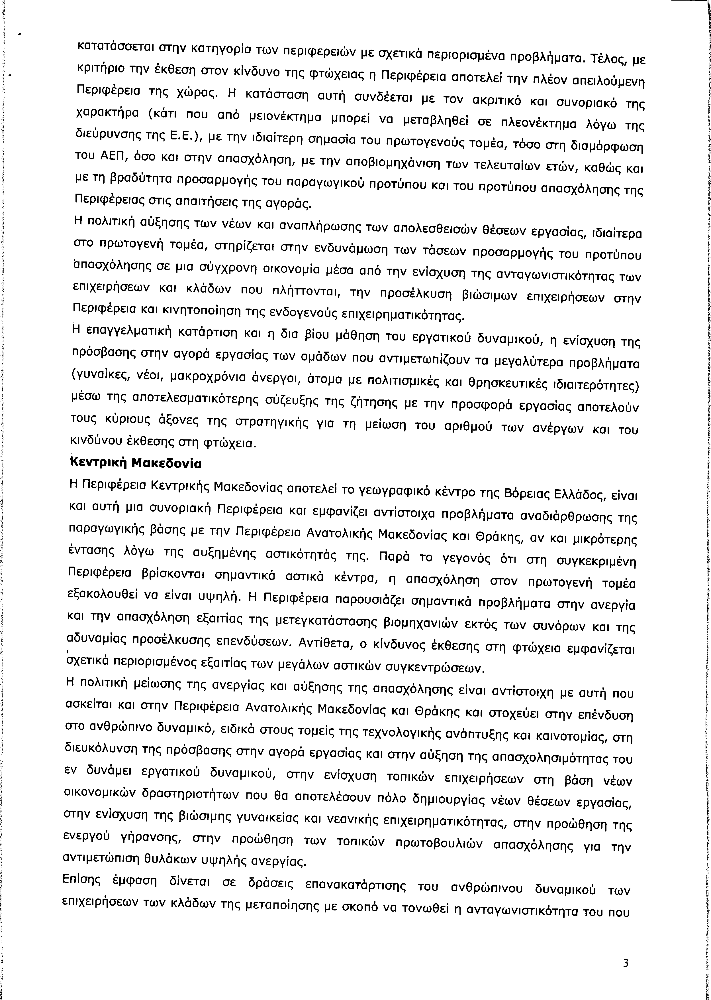 κατατάσσεται στην κατηγορία των περιφερειών με σχετικά περιορισμένα προβλήματα. Τέλος, με
κριτήριο την έκθεση στον κίνδυνο της φτώχειας η Περιφέρεια αποτελεί την πλέον απειλούμενη
Περιφέρεια της χώρας. Η κατάσταση αυτή συνδέεται με τον ακριτικό και συνοριακό της
χαρακτήρα (κάτι που από μειονέκτημα μπορεί να μεταβληθεί σε πλεονέκτημα λόγω της
διεύρυνσης της Ε.Ε.), με την ιδιαίτερη σημασία του πρωτογενούς τομέα, τόσο στη διαμόρφωση
του ΑΕΠ, όσο και στην απασχόληση, με την αποβιομηχάνιση των τελευταίων ετών, καθώς και
με τη βραδύτητα προσαρμογής του παραγωγικού προτύπου και του προτύπου απασχόλησης της
Περιφέρειας στις απαιτήσεις της αγοράς.
Η πολιτική αύξησης των νέων και αναπλήρωσης των απολεσθεισών θέσεων εργασίας, ιδιαίτερα
στο πρωτογενή τομέα, στηρίζεται στην ενδυνάμωση των τάσεων προσαρμογής του προτύπου
απασχόλησης σε μια σύγχρονη οικονομία μέσα από την ενίσχυση της ανταγωνιστικότητας των
επιχειρήσεων και κλάδων που πλήττονται, την προσέλκυση βιώσιμων επιχειρήσεων στην
Περιφέρεια και κινητοποίηση της ενδογενούς επιχειρηματικότητας.
Η επαγγελματική κατάρτιση και η δια βίου μάθηση του εργατικού δυναμικού, η ενίσχυση της
πρόσβασης στην αγορά εργασίας των ομάδων που αντιμετωπίζουν τα μεγαλύτερα προβλήματα
(γυναίκες, νέοι, μακροχρόνια άνεργοι, άτομα με πολιτισμικές και θρησκευτικές ιδιαιτερότητες)
μέσω της αποτελεσματικότερης σύζευξης της ζήτησης με την προσφορά εργασίας αποτελούν
τους κύριους άξονες της στρατηγικής για τη μείωση του αριθμού των ανέργων και του
κινδύνου έκθεσης στη φτώχεια.
Κεντρική Μακεδονία
Η Περιφέρεια Κεντρικής Μακεδονίας αποτελεί το γεωγραφικό κέντρο της Βόρειας Ελλάδος, είναι
και αυτή μια συνοριακή Περιφέρεια και εμφανίζει αντίστοιχα προβλήματα αναδιάρθρωσης της
παραγωγικής βάσης με την Περιφέρεια Ανατολικής Μακεδονίας και Θράκης, αν και μικρότερης
έντασης λόγω της αυξημένης αστικότητάς της. Παρά το γεγονός ότι στη συγκεκριμένη
Περιφέρεια βρίσκονται σημαντικά αστικά κέντρα, η απασχόληση στον πρωτογενή τομέα
εξακολουθεί να είναι υψηλή. Η Περιφέρεια παρουσιάζει σημαντικά προβλήματα στην ανεργία
και την απασχόληση εξαιτίας της μετεγκατάστασης βιομηχανιών εκτός των συνόρων και της
αδυναμίας προσέλκυσης επενδύσεων. Αντίθετα, ο κίνδυνος έκθεσης στη φτώχεια εμφανίζεται
σχετικά περιορισμένος εξαιτίας των μεγάλων αστικών συγκεντρώσεων.
Η πολιτική μείωσης της ανεργίας και αύξησης της απασχόλησης είναι αντίστοιχη με αυτή που
ασκείται και στην Περιφέρεια Ανατολικής Μακεδονίας και Θράκης και στοχεύει στην επένδυση
στο ανθρώπινο δυναμικό, ειδικά στους τομείς της τεχνολογικής ανάπτυξης και καινοτομίας, στη
διευκόλυνση της πρόσβασης στην αγορά εργασίας και στην αύξηση της απασχολησιμότητας του
εν δυνάμει εργατικού δυναμικού, στην ενίσχυση τοπικών επιχειρήσεων στη βάση νέων
οικονομικών δραστηριοτήτων που θα αποτελέσουν πόλο δημιουργίας νέων θέσεων εργασίας,
στην ενίσχυση της βιώσιμης γυναικείας και νεανικής επιχειρηματικότητας, στην προώθηση της
ενεργού γήρανσης, στην προώθηση των τοπικών πρωτοβουλιών απασχόλησης για την
αντιμετώπιση θυλάκων υψηλής ανεργίας.
Επίσης έμφαση δίνεται σε δράσεις επανακατάρτισης του ανθρώπινου δυναμικού των
επιχειρήσεων των κλάδων της μεταποίησης με σκοπό να τονωθεί η ανταγωνιστικότητα του που
3